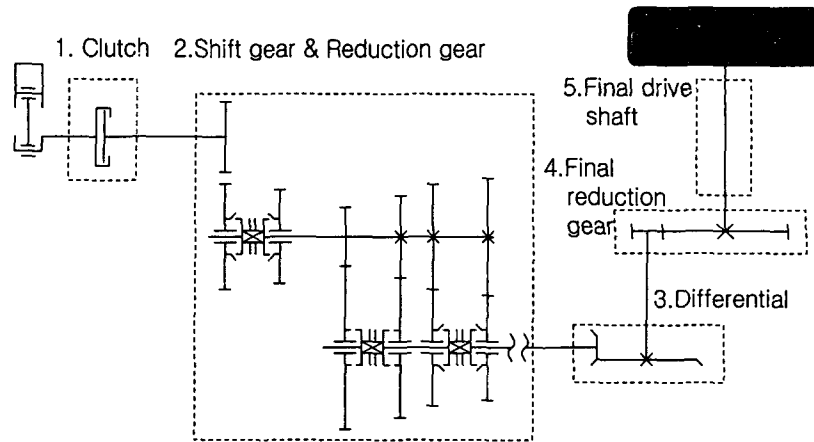 1. Clutch
2.Shift gear & Reduction gear
5.Final drive
shaft
4.Final
reduction
gear
3.Differential